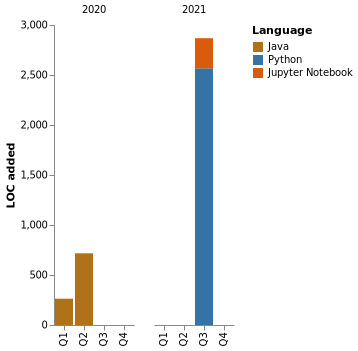 2020
2021
LOC added
3,000
2,500
2,000
1,500
1,000
500
0
Q1
Q2
Q3
Q4
Q1
Q2
Q3
Q4
Language
Java
Python
Jupyter Notebook